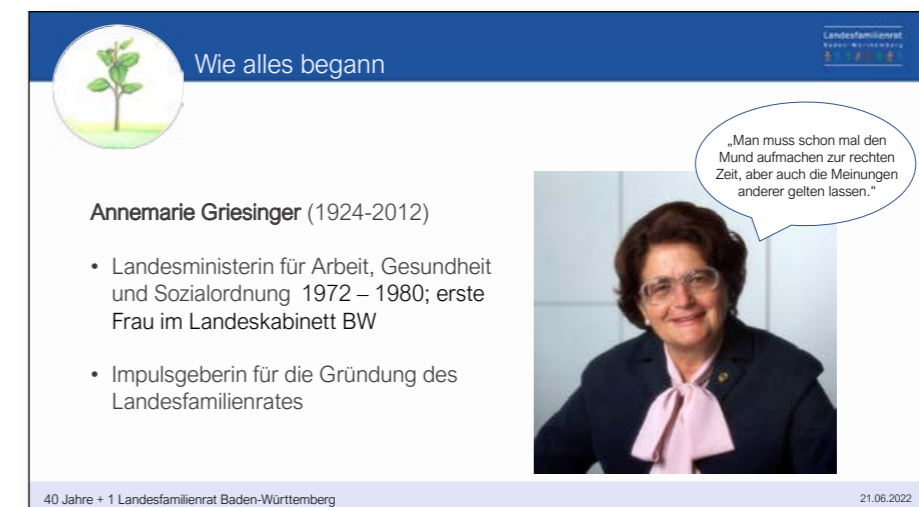 Wie alles begann
Landesfamilienrat
Baden-Württemberg
„Man muss schon mal den
Mund aufmachen zur rechten
Zeit, aber auch die Meinungen
anderer gelten lassen.“
Annemarie Griesinger (1924-2012)
• Landesministerin für Arbeit, Gesundheit
und Sozialordnung 1972 – 1980; erste
Frau im Landeskabinett BW
• Impulsgeberin für die Gründung des
Landesfamilienrates
40 Jahre + 1 Landesfamilienrat Baden-Württemberg
21.06.2022